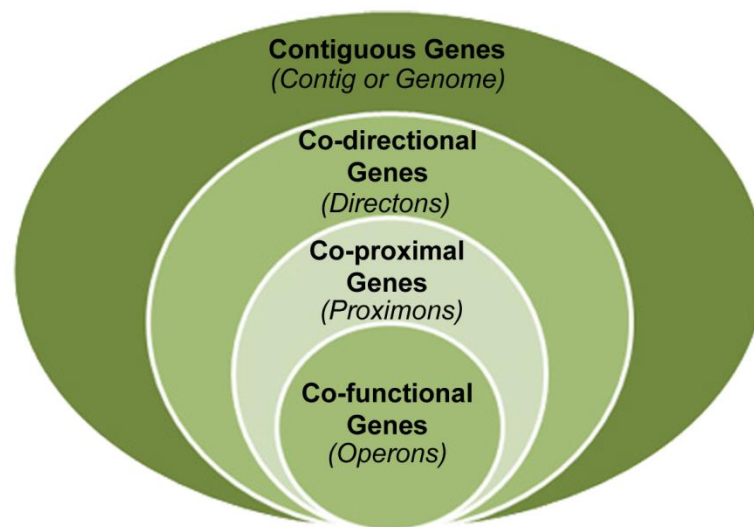 Contiguous Genes
(Contig or Genome)
Co-directional
Genes
(Directons)
Co-proximal
Genes
(Proximons)
Co-functional
Genes
(Operons)